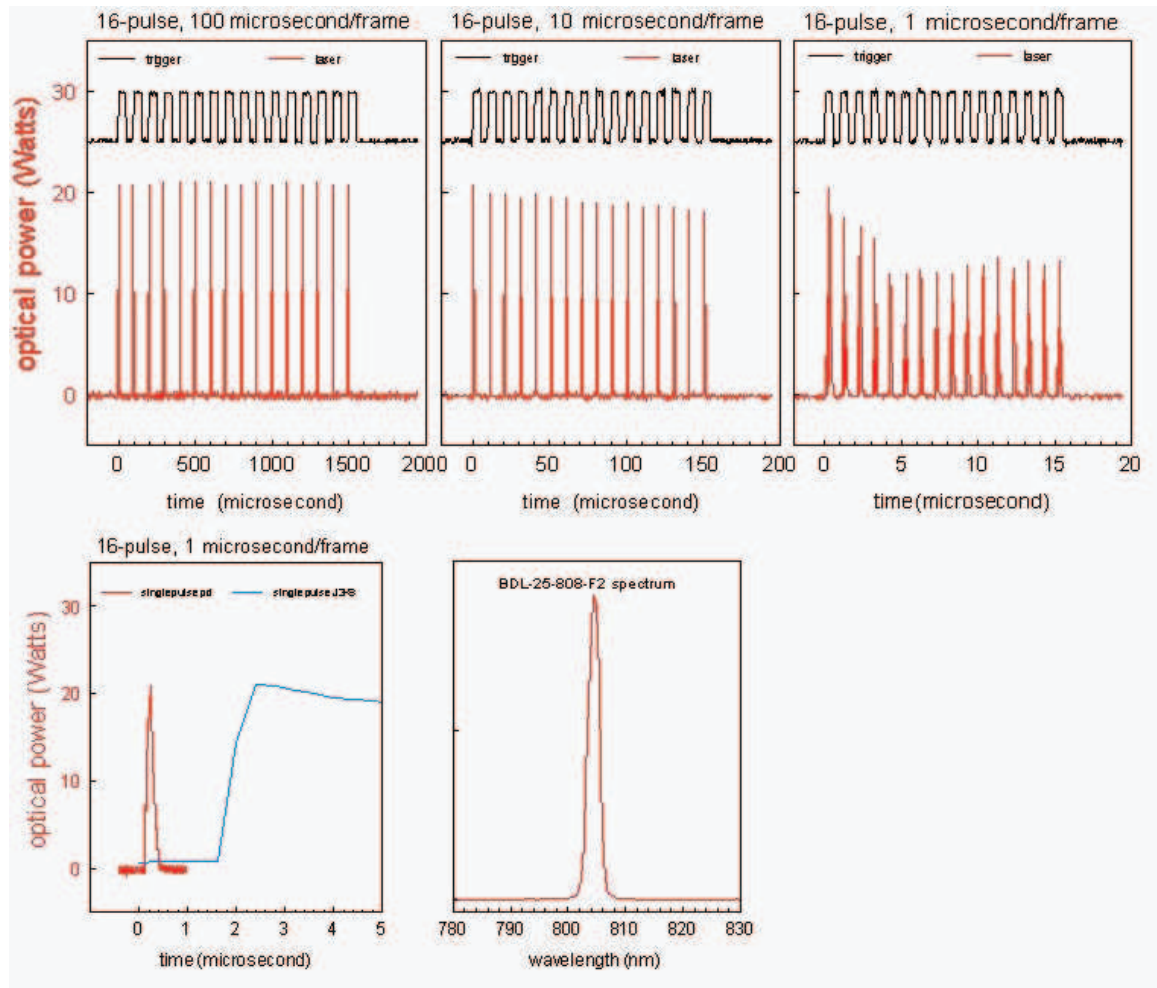 16-pulse, 100 microsecond/frame
16-pulse, 10 microsecond/frame
16-pulse, 1 microsecond/frame
trigger laser
trigger laser
trigger laser
optical power (Watts)
30
20
10
0
0 500 1000 1500 2000
0 50 100 150 200
0 5 10 15 20
time (microsecond)
time (microsecond)
time (microsecond)
16-pulse, 1 microsecond/frame
singlepulse pd
BDL-25-808-F2 spectrum
optical power (Watts)
30
20
10
0
0 1 2 3 4 5
780 790 800 810 820 830
time (microsecond)
wavelength (nm)